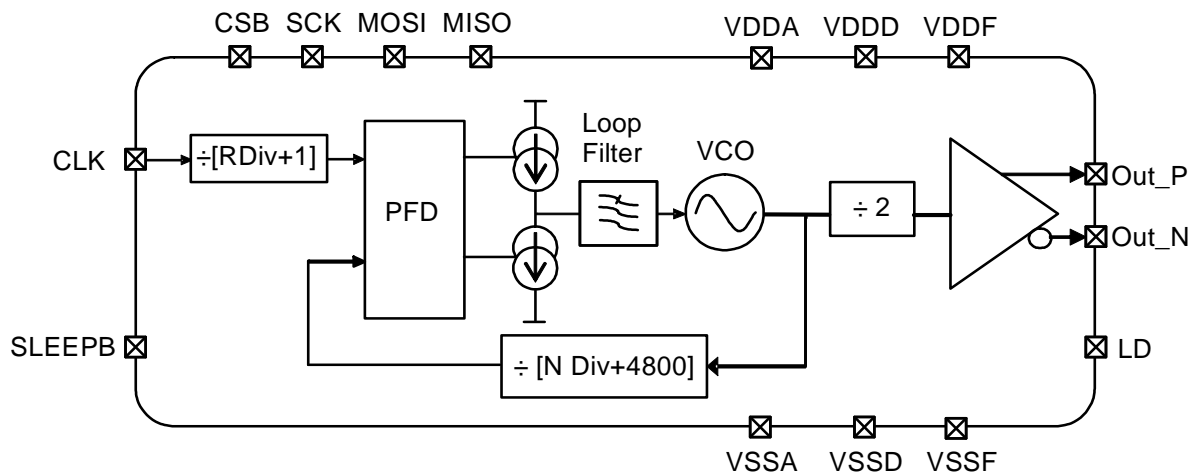 CSB SCK MOSI MISO VDDA VDDD VDDF
Loop
Filter
VCO
CLK
÷[RDiv+1]
PFD
÷ 2
Out_P
Out_N
SLEEPB
÷ [N Div+4800]
LD
VSSA VSSD VSSF